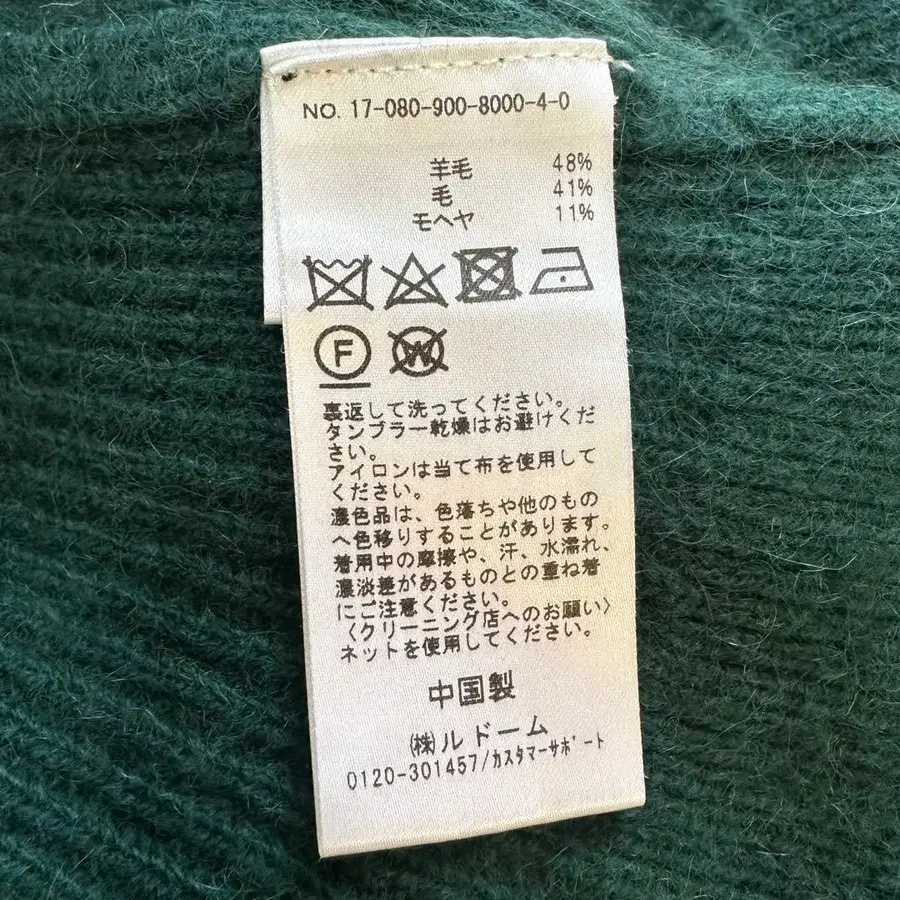 NO. 17-080-900-8000-4-0
羊毛 48%
毛 41%
モヘヤ 11%
F
W
裏返して洗ってください。
タンブラー乾燥はお避けくだ
さい。
アイロンは当て布を使用して
ください。
濃色品は、色落ちや他のもの
へ色移りすることがあります。
着用中の摩擦や、汗、水濡れ、
濃淡差があるものとの重ね着
にご注意ください。
〈クリーニング店へのお願い〉
ネットを使用してください。
中国製
㈱ルドーム
0120-301457/カスタマーサポート